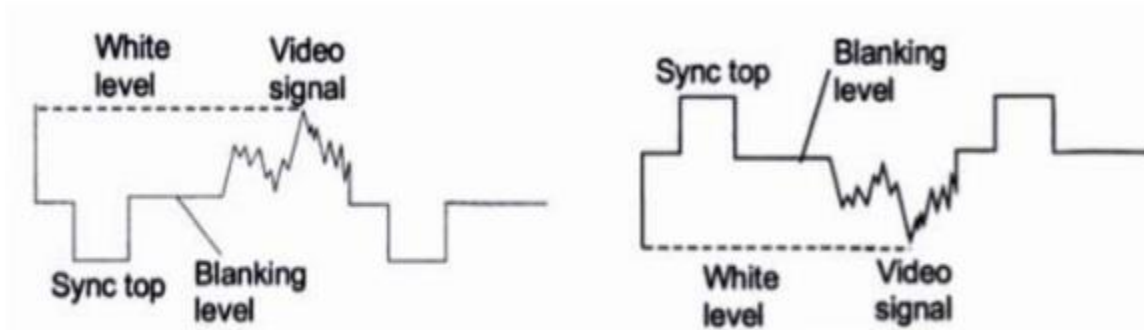 White
level
Video
signal
Sync top
Blanking
level
Sync top
Blanking
level
White
level
Video
signal